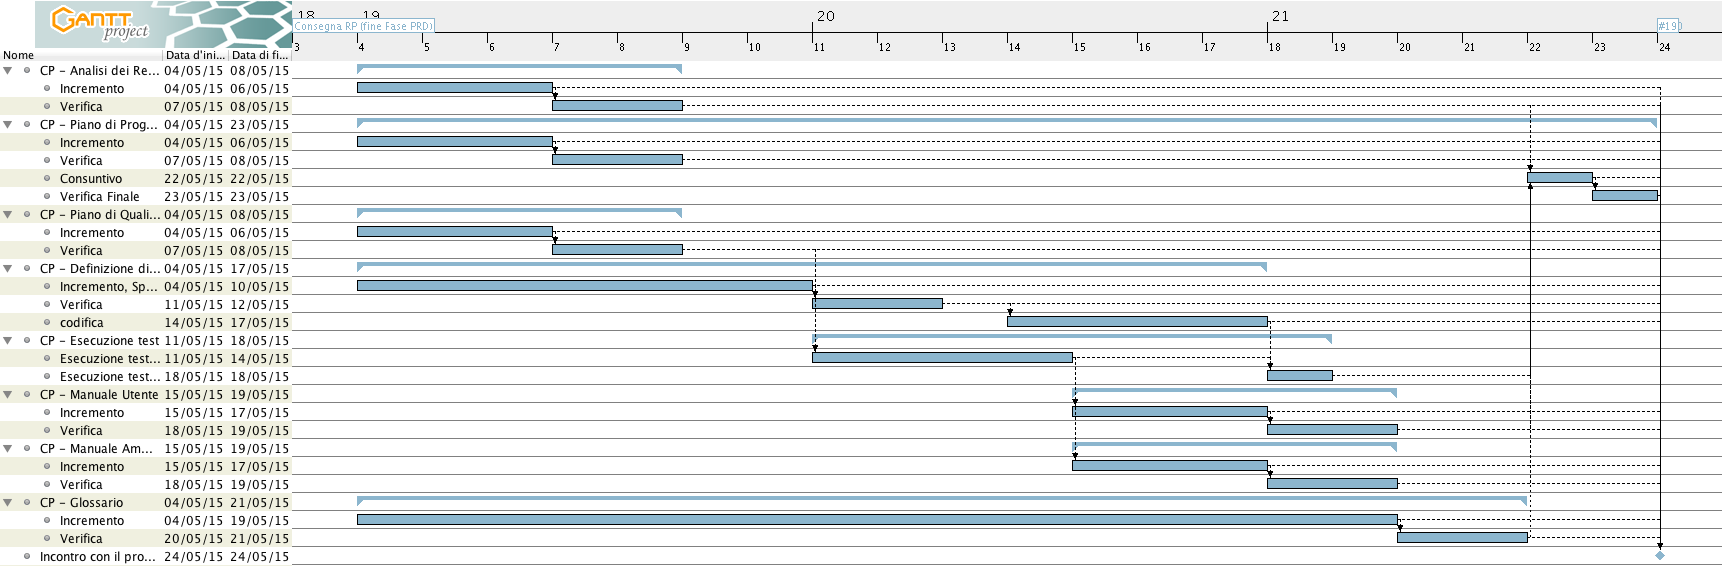 GANTT
project
18 19 20 21
Consegna RP (fine Fase PRD)
#190
Nome Data d'ini... Data di fi...
3 4 5 6 7 8 9 10 11 12 13 14 15 16 17 18 19 20 21 22 23 24
CP – Analisi dei Re... 04/05/15 08/05/15
Incremento 04/05/15 06/05/15
Verifica 07/05/15 08/05/15
CP – Piano di Prog... 04/05/15 23/05/15
Incremento 04/05/15 06/05/15
Verifica 07/05/15 08/05/15
Consuntivo 22/05/15 22/05/15
Verifica Finale 23/05/15 23/05/15
CP – Piano di Quali... 04/05/15 08/05/15
Incremento 04/05/15 06/05/15
Verifica 07/05/15 08/05/15
CP – Definizione di... 04/05/15 17/05/15
Incremento, Sp... 04/05/15 10/05/15
Verifica 11/05/15 12/05/15
codifica 14/05/15 17/05/15
CP – Esecuzione test 11/05/15 18/05/15
Esecuzione test... 11/05/15 14/05/15
Esecuzione test... 18/05/15 18/05/15
CP – Manuale Utente 15/05/15 19/05/15
Incremento 15/05/15 17/05/15
Verifica 18/05/15 19/05/15
CP – Manuale Am... 15/05/15 19/05/15
Incremento 15/05/15 17/05/15
Verifica 18/05/15 19/05/15
CP – Glossario 04/05/15 21/05/15
Incremento 04/05/15 19/05/15
Verifica 20/05/15 21/05/15
Incontro con il pro... 24/05/15 24/05/15